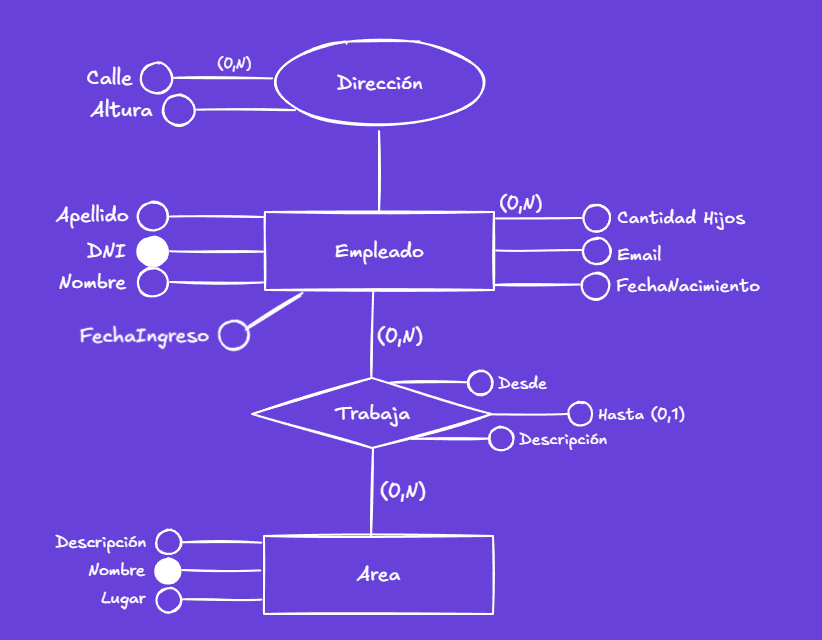 (0,N)
Calle
Dirección
Altura
(0,N)
Apellido
Cantidad Hijos
DNI
Empleado
Email
Nombre
FechaNacimiento
FechaIngreso
(0,N)
Desde
Trabaja
Hasta (0,1)
Descripción
(0,N)
Descripción
Nombre
Area
Lugar